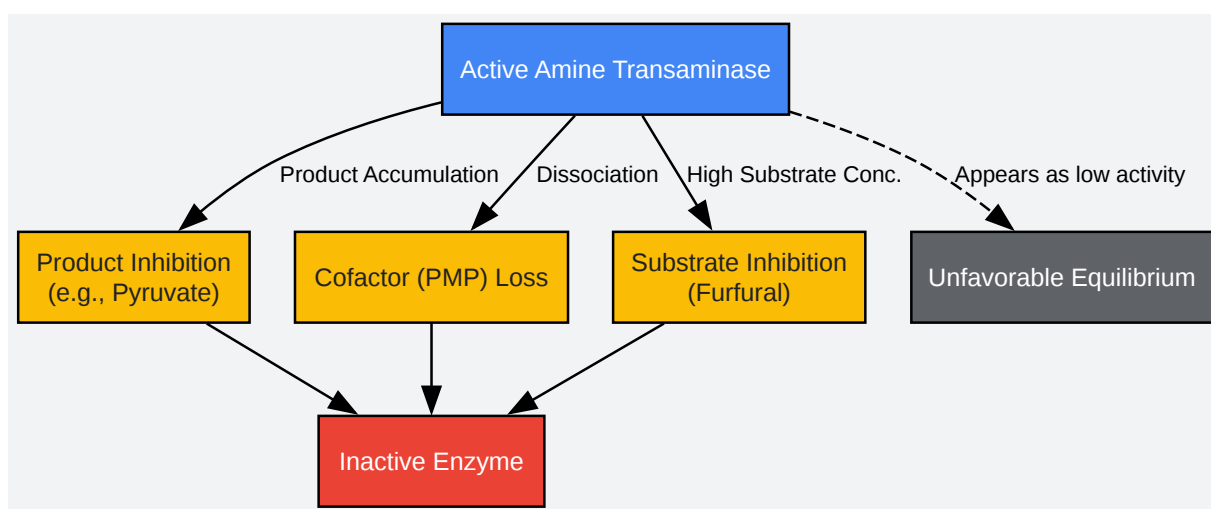 Active Amine Transaminase
Product Accumulation
Dissociation
High Substrate Conc.
Appears as low activity
Product Inhibition
(e.g., Pyruvate)
Cofactor (PMP) Loss
Substrate Inhibition
(Furfural)
Unfavorable Equilibrium
Inactive Enzyme